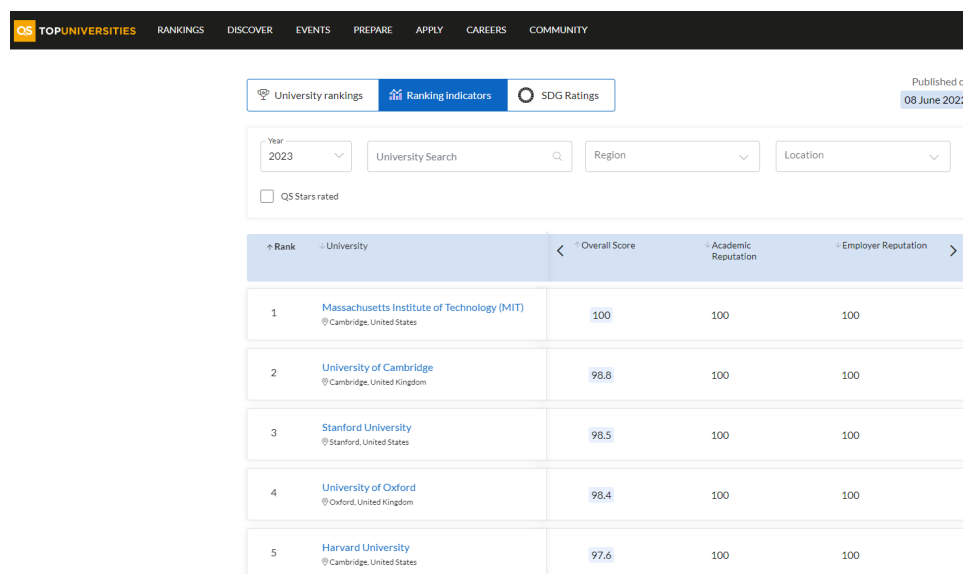 QS TOPUNIVERSITIES RANKINGS DISCOVER EVENTS PREPARE APPLY CAREERS COMMUNITY
University rankings Ranking indicators SDG Ratings
Published
08 June 2022
Year
2023 University Search Region Location
QS Stars rated
Rank University Overall Score Academic Reputation Employer Reputation
1 Massachusetts Institute of Technology (MIT) 100 100 100
Cambridge, United States
2 University of Cambridge 98.8 100 100
Cambridge, United Kingdom
3 Stanford University 98.5 100 100
Stanford, United States
4 University of Oxford 98.4 100 100
Oxford, United Kingdom
5 Harvard University 97.6 100 100
Cambridge, United States